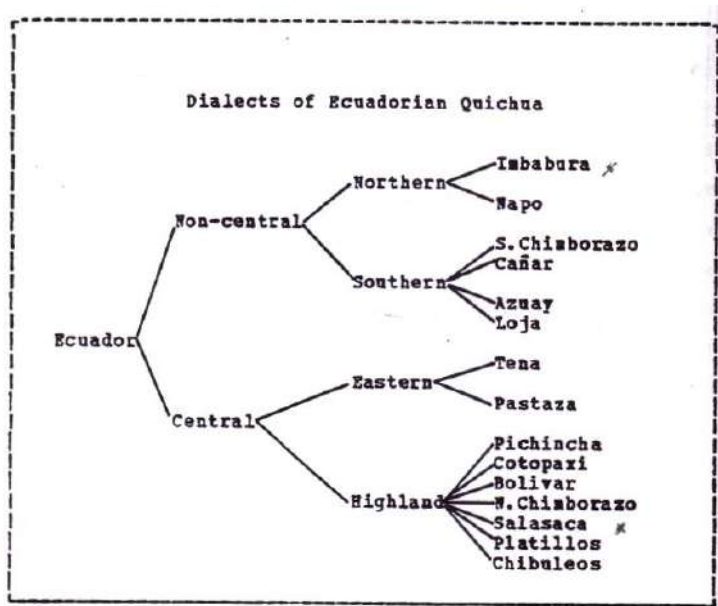 Dialects of Ecuadorian Quichua
Imbabura
Northern
Napo
Non-central
S.Chimborazo
Cañar
Southern
Azuay
Loja
Ecuador
Tena
Eastern
Pastaza
Central
Pichincha
Cotopaxi
Bolivar
Highland
N.Chimborazo
Salasaca
Platillos
Chibuleos